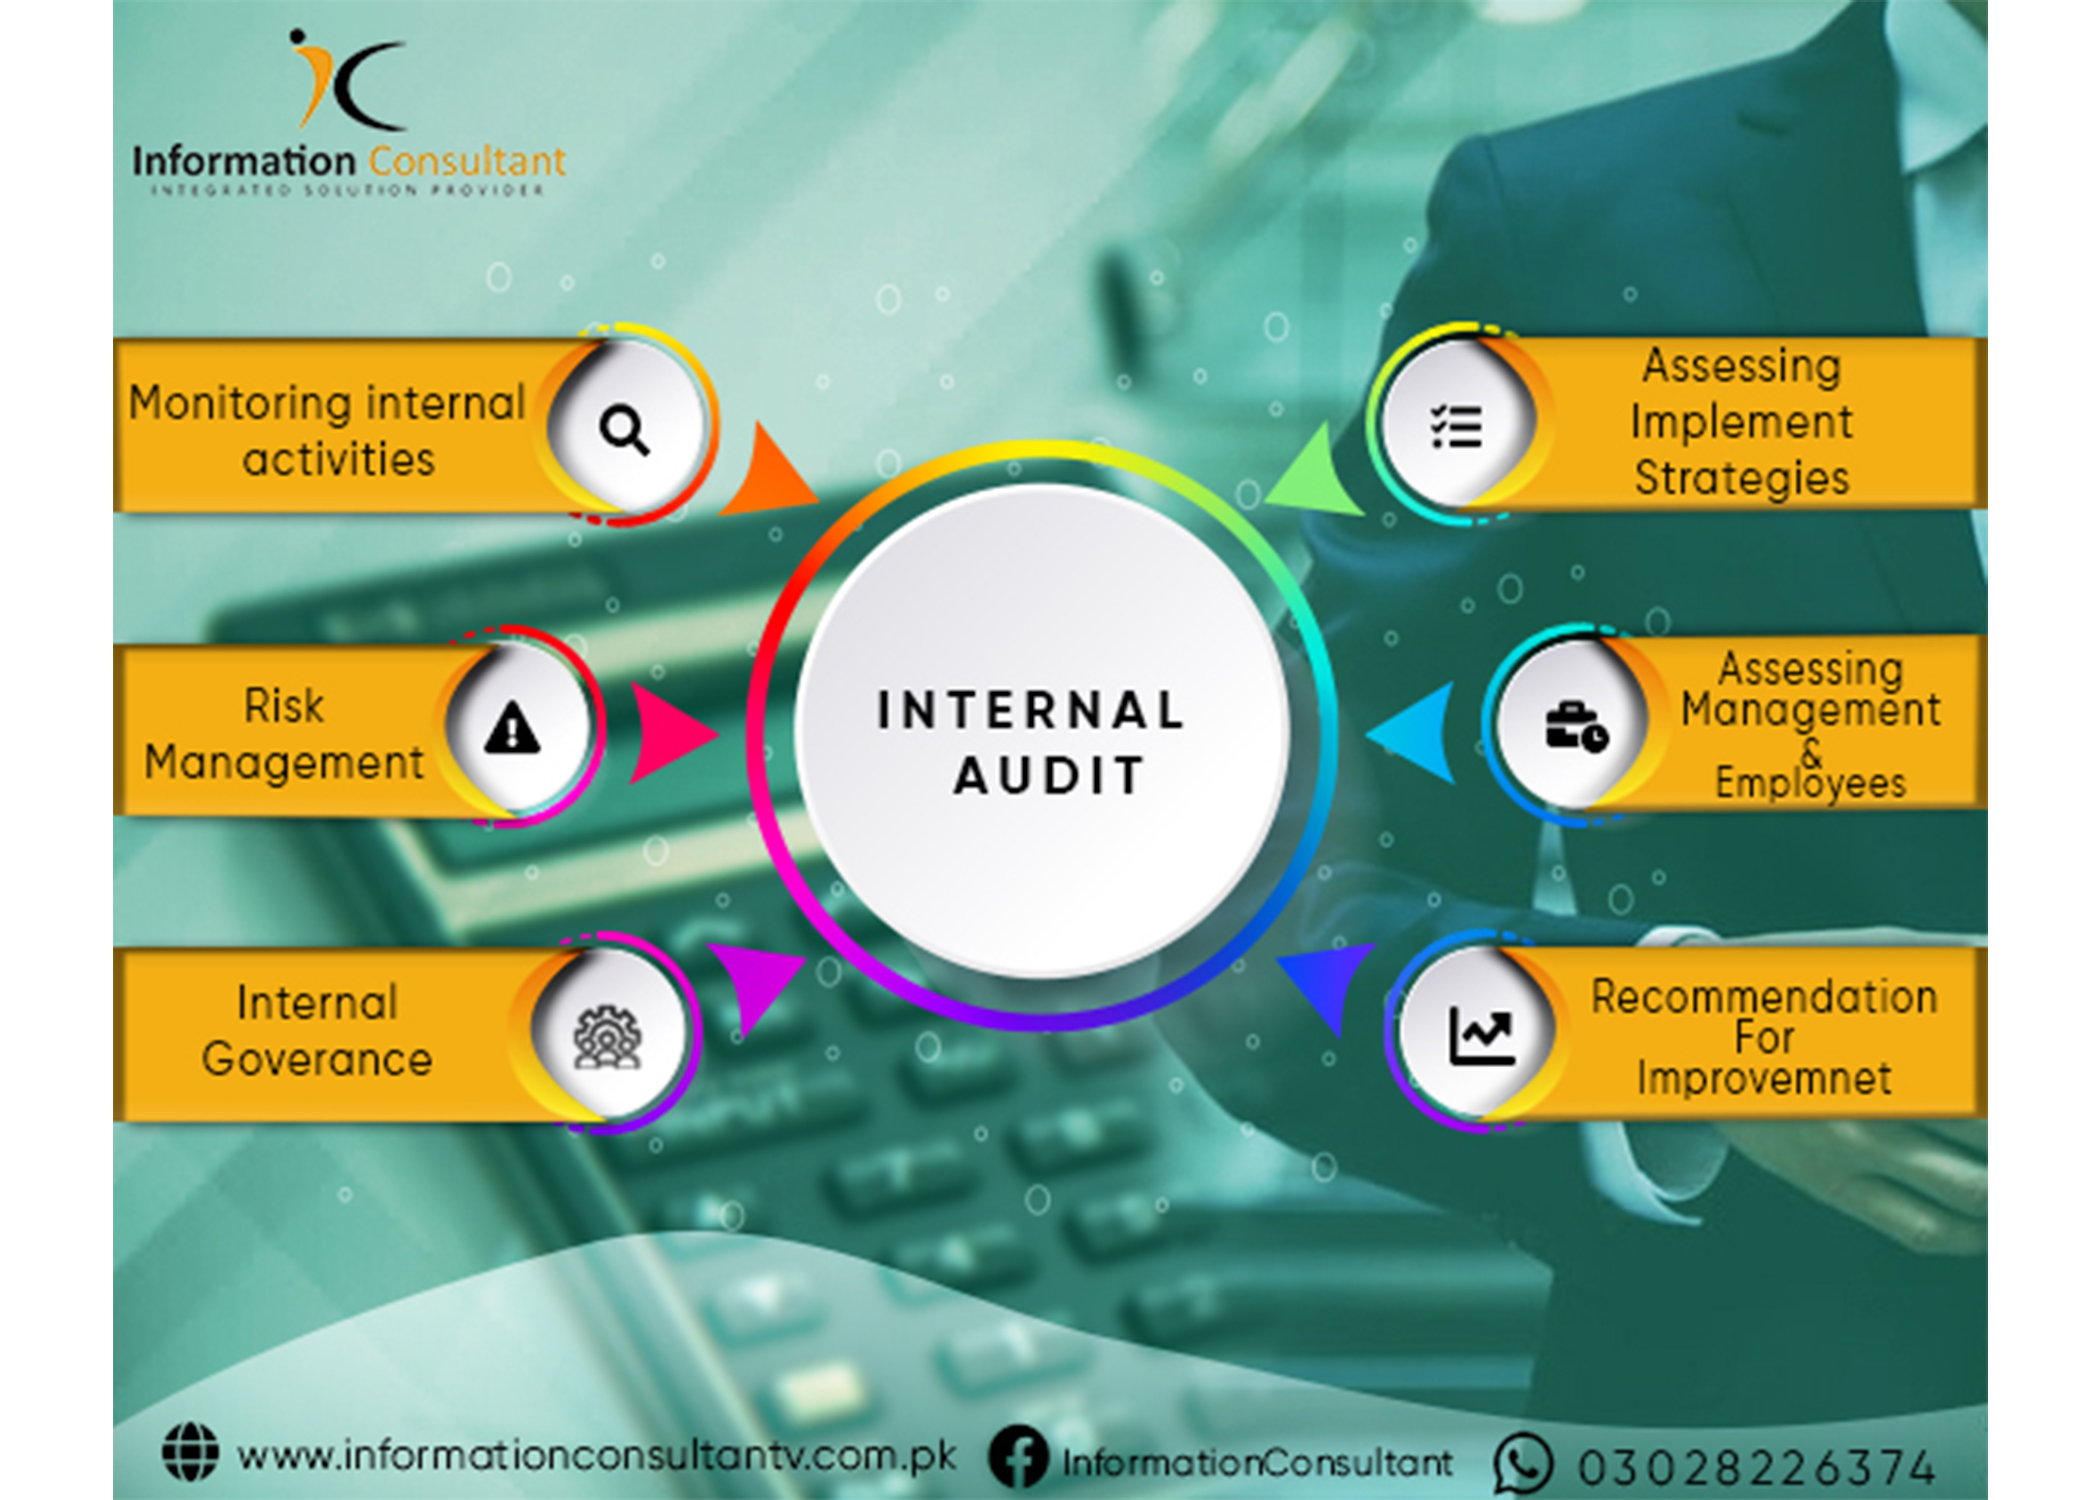 Information Consultant
INTEGRATED SOLUTION PROVIDER
Monitoring internal
activities
Risk
Management
Internal
Goverance
INTERNAL
AUDIT
Assessing
Implement
Strategies
Assessing
Management
&
Employees
Recommendation
For
Improvemnet
www.informationconsultantv.com.pk
InformationConsultant
03028226374